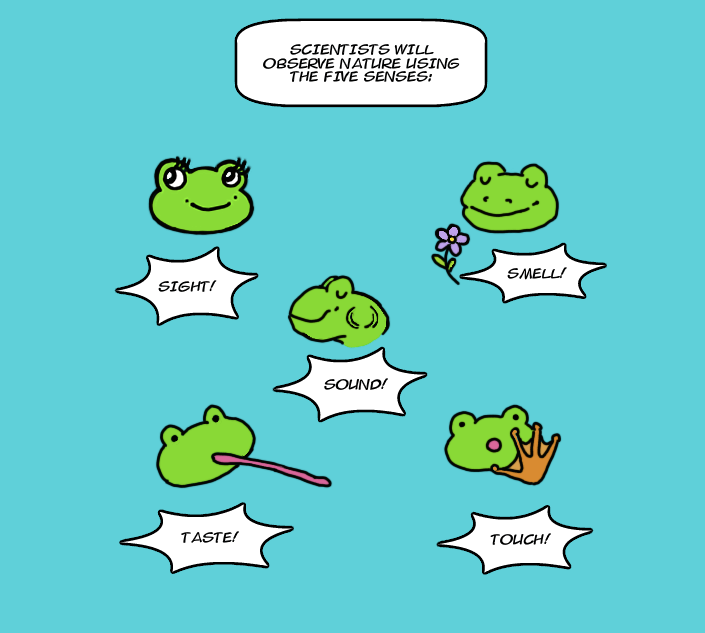 SCIENTISTS WILL
OBSERVE NATURE USING
THE FIVE SENSES:
SIGHT!
SMELL!
SOUND!
TASTE!
TOUCH!